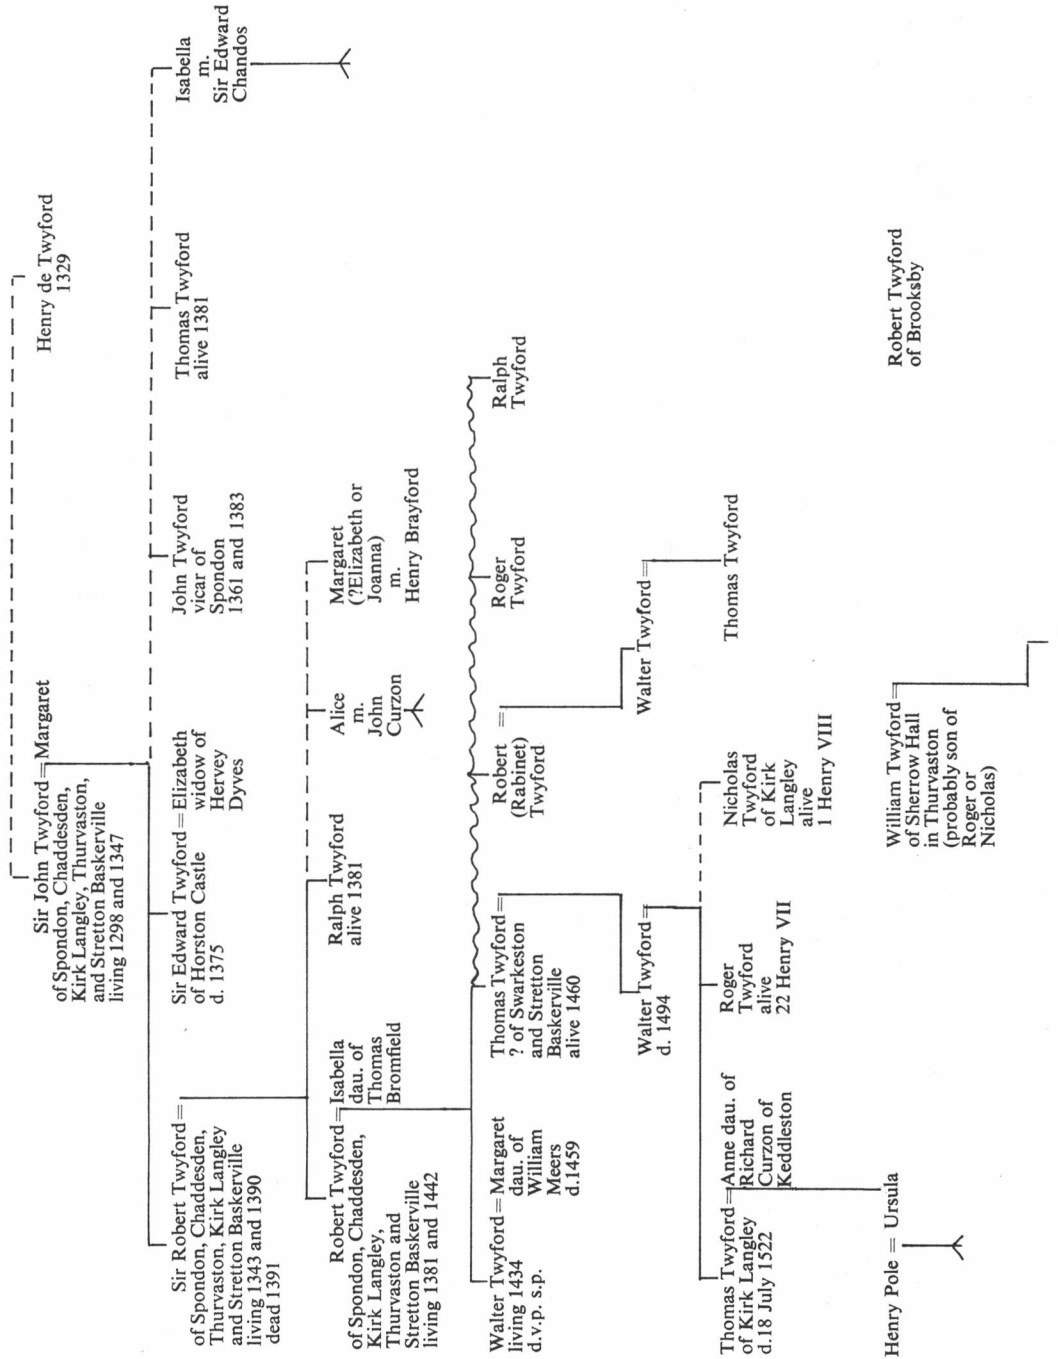 Sir John Twyford = Margaret
of Spondon, Chaddesden,
Kirk Langley, Thurvaston,
and Stretton Baskerville
living 1298 and 1347
Henry de Twyford
1329
Sir Robert Twyford =
of Spondon, Chaddesden,
Thurvaston, Kirk Langley
and Stretton Baskerville
living 1343 and 1390
dead 1391
Sir Edward Twyford = Elizabeth
of Horston Castle
d. 1375
widow of
Hervey
Dyves
John Twyford
vicar of
Spondon
1361 and 1383
Thomas Twyford
alive 1381
Isabella
m.
Sir Edward
Chandos
Robert Twyford = Isabella
of Spondon, Chaddesden,
Kirk Langley,
Thurvaston and
Stretton Baskerville
living 1381 and 1442
dau. of
Thomas
Bromfield
Ralph Twyford
alive 1381
Alice
m.
John
Curzon
Margaret
(?Elizabeth or
Joanna)
m.
Henry Brayford
Walter Twyford = Margaret
living 1434
d.v.p. s.p.
dau. of
William
Meers
d.1459
Thomas Twyford =
? of Swarkeston
and Stretton
Baskerville
alive 1460
Robert =
(Rabinet)
Twyford
Roger
Twyford
Ralph
Twyford
Walter Twyford =
d. 1494
Walter Twyford =
Thomas Twyford = Anne dau. of
of Kirk Langley
d.18 July 1522
Richard
Curzon of
Keddleston
Roger
Twyford
alive
22 Henry VII
Nicholas
Twyford
of Kirk
Langley
alive
1 Henry VIII
Thomas Twyford
Henry Pole = Ursula
William Twyford =
of Sherrow Hall
in Thurvaston
(probably son of
Roger or
Nicholas)
Robert Twyford
of Brooksby